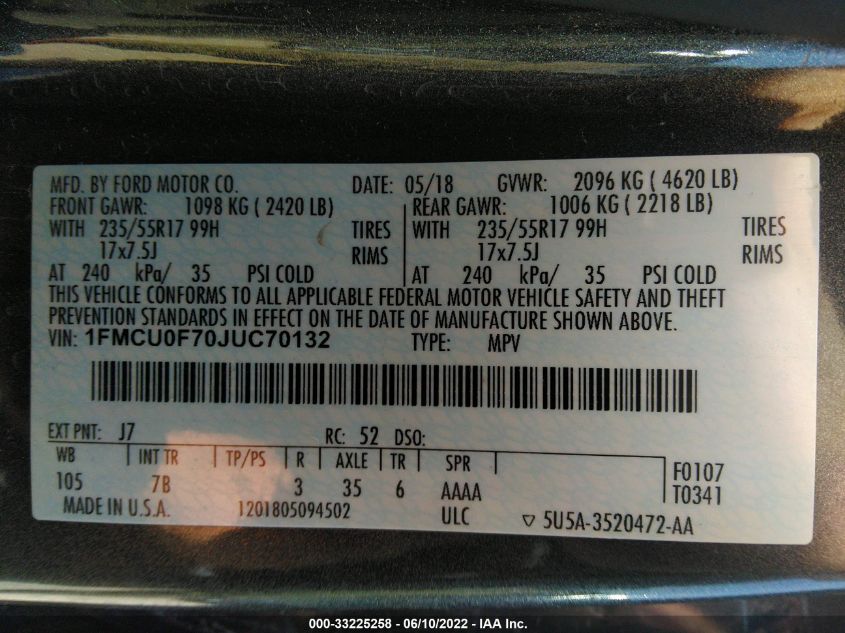 MFD. BY FORD MOTOR CO. DATE: 05/18 GVWR: 2096 KG ( 4620 LB)
FRONT GAWR: 1098 KG ( 2420 LB) REAR GAWR: 1006 KG ( 2218 LB)
WITH 235/55R17 99H TIRES WITH 235/55R17 99H TIRES
17x7.5J RIMS 17x7.5J RIMS
AT 240 kPa/ 35 PSI COLD AT 240 kPa/ 35 PSI COLD
THIS VEHICLE CONFORMS TO ALL APPLICABLE FEDERAL MOTOR VEHICLE SAFETY AND THEFT
PREVENTION STANDARDS IN EFFECT ON THE DATE OF MANUFACTURE SHOWN ABOVE.
VIN: 1FMCU0F70JUC70132 TYPE: MPV
EXT PNT: J7 RC: 52 DSO:
WB INT TR TP/PS R AXLE TR SPR F0107
105 7B 3 35 6 AAAA T0341
MADE IN U.S.A. 1201805094502 ULC ▽ 5U5A-3520472-AA
000-33225258 - 06/10/2022 - IAA Inc.